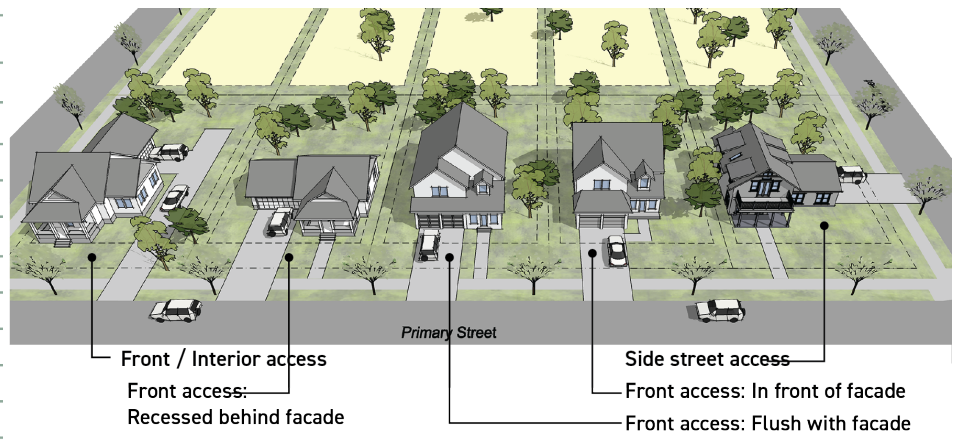 Primary Street
Front / Interior access
Side street access
Front access:
Recessed behind facade
Front access: In front of facade
Front access: Flush with facade